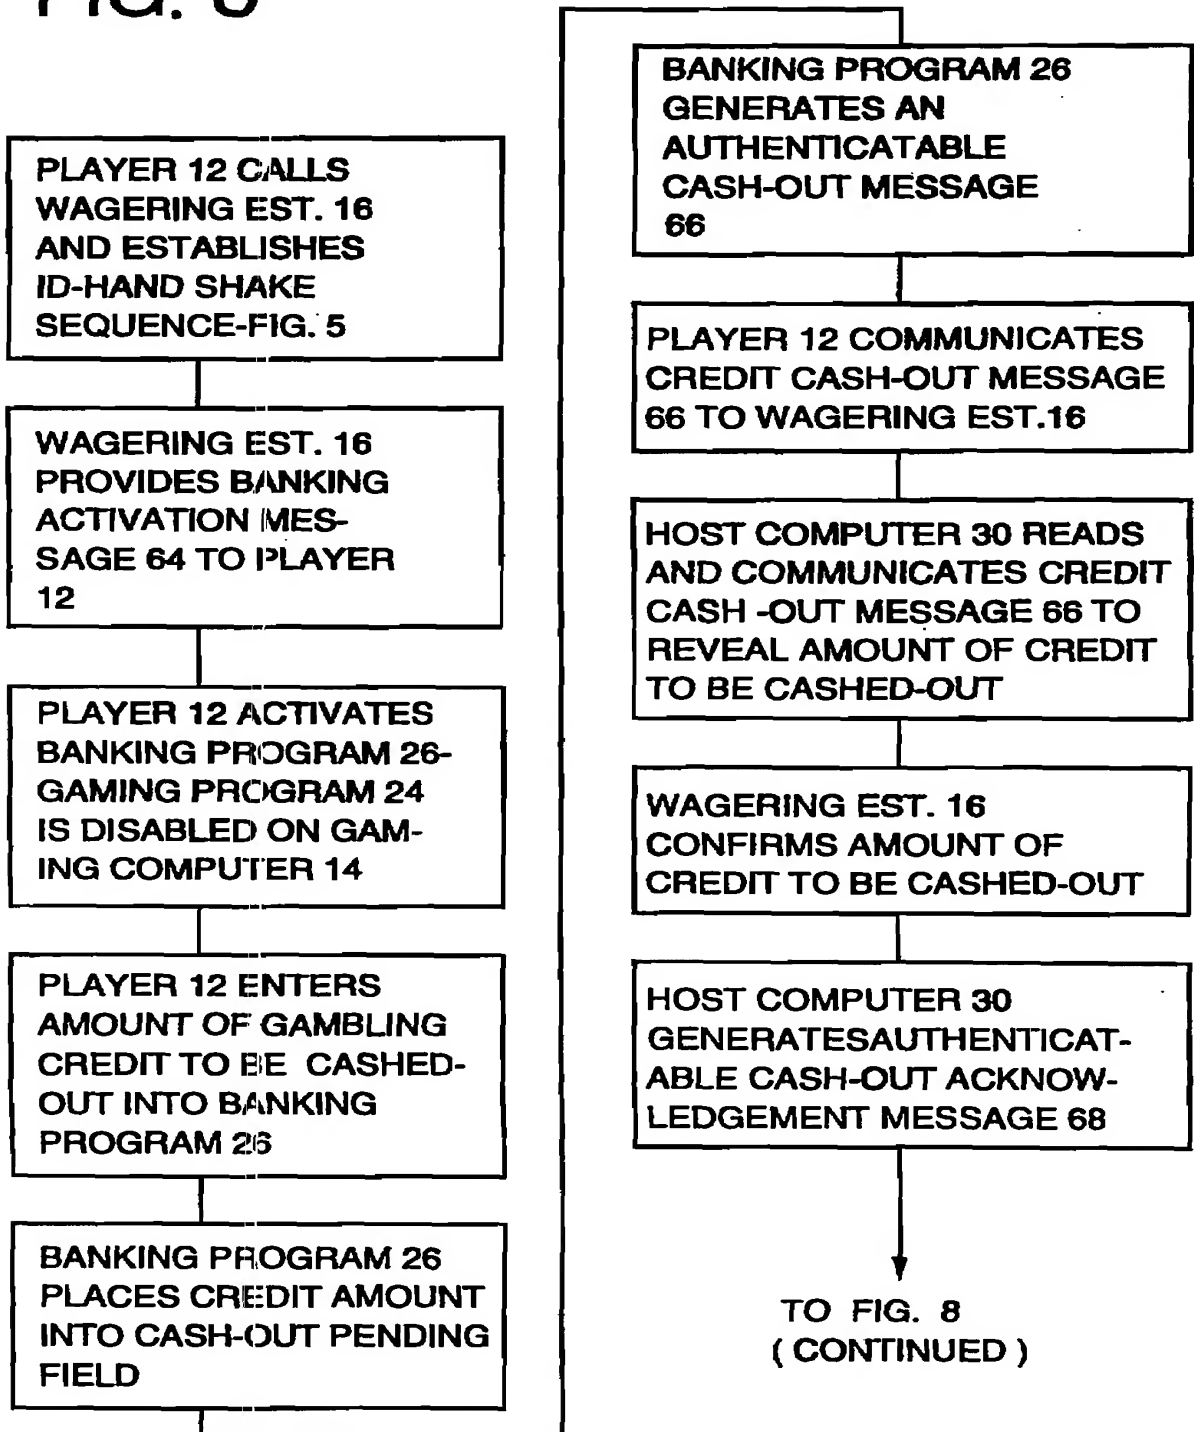 FIG. 8
PLAYER 12 CALLS
WAGERING EST. 16
AND ESTABLISHES
ID-HAND SHAKE
SEQUENCE-FIG. 5
WAGERING EST. 16
PROVIDES BANKING
ACTIVATION MES-
SAGE 64 TO PLAYER
12
PLAYER 12 ACTIVATES
BANKING PROGRAM 26-
GAMING PROGRAM 24
IS DISABLED ON GAM-
ING COMPUTER 14
PLAYER 12 ENTERS
AMOUNT OF GAMBLING
CREDIT TO BE CASHED-
OUT INTO BANKING
PROGRAM 26
BANKING PROGRAM 26
PLACES CREDIT AMOUNT
INTO CASH-OUT PENDING
FIELD
BANKING PROGRAM 26
GENERATES AN
AUTHENTICATABLE
CASH-OUT MESSAGE
66
PLAYER 12 COMMUNICATES
CREDIT CASH-OUT MESSAGE
66 TO WAGERING EST.16
HOST COMPUTER 30 READS
AND COMMUNICATES CREDIT
CASH -OUT MESSAGE 66 TO
REVEAL AMOUNT OF CREDIT
TO BE CASHED-OUT
WAGERING EST. 16
CONFIRMS AMOUNT OF
CREDIT TO BE CASHED-OUT
HOST COMPUTER 30
GENERATESAUTHENTICAT-
ABLE CASH-OUT ACKNOW-
LEDGEMENT MESSAGE 68
TO FIG. 8
( CONTINUED )